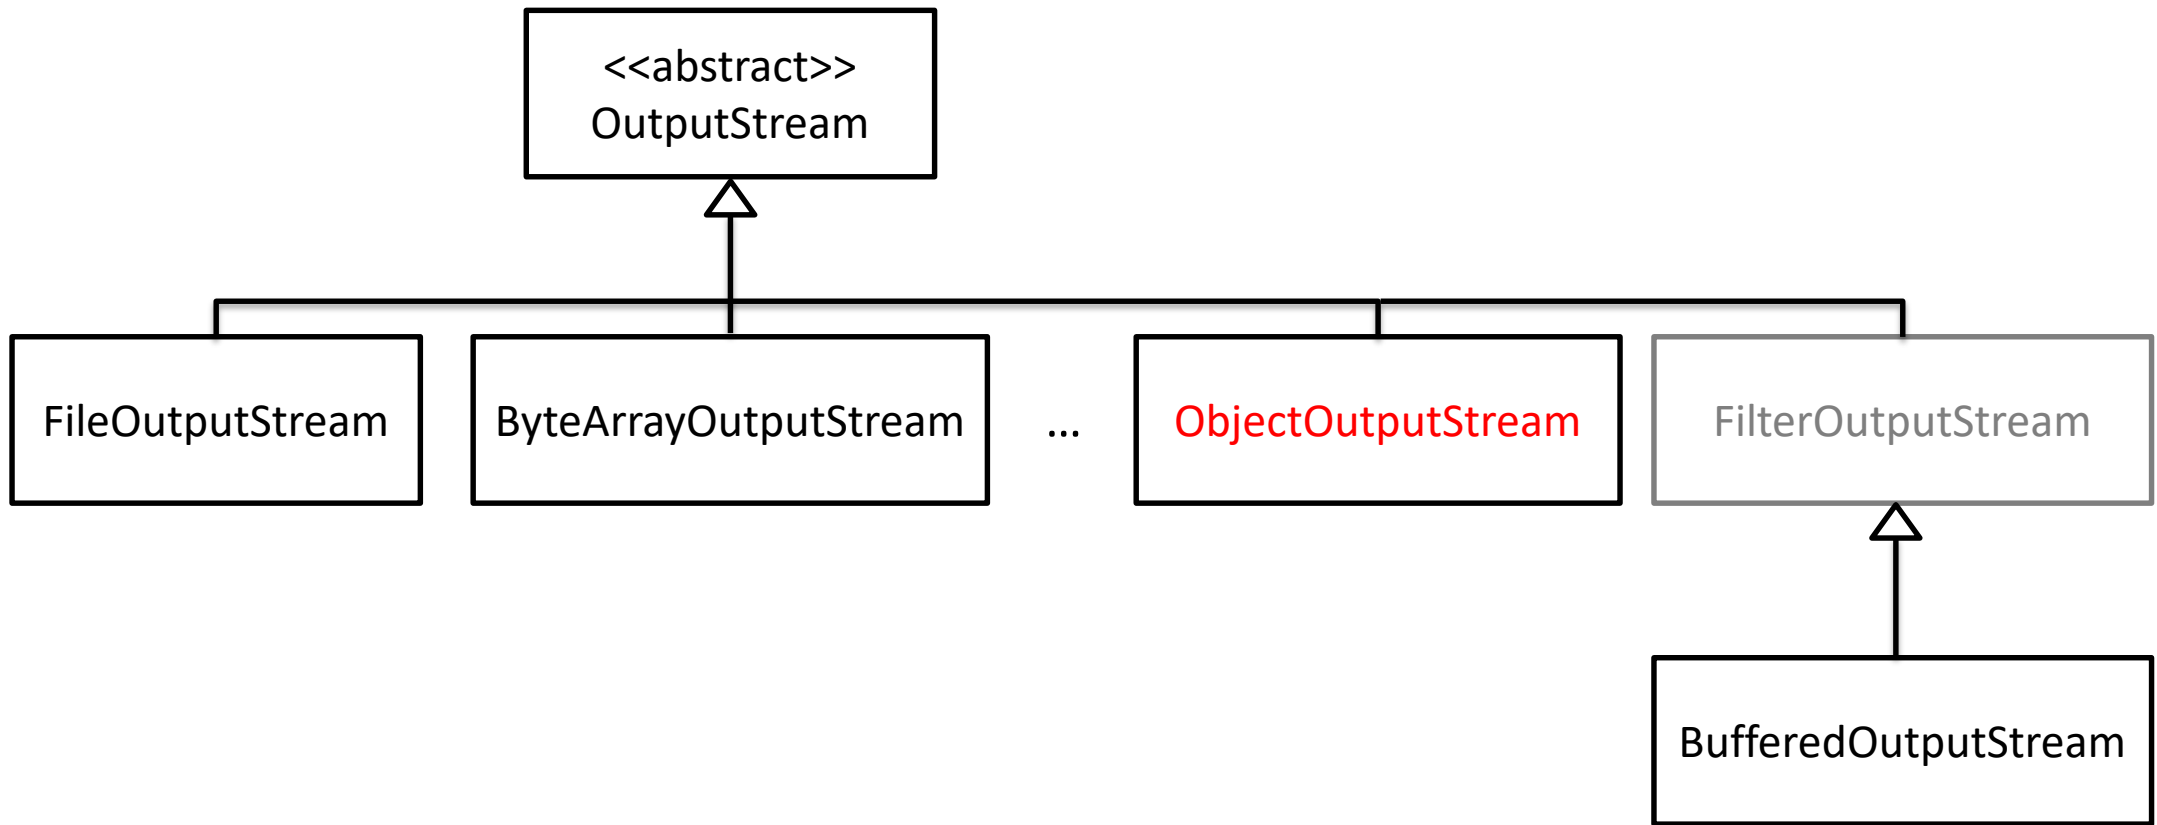 <<abstract>>
OutputStream
FileOutputStream
ByteArrayOutputStream
...
ObjectOutputStream
FilterOutputStream
BufferedOutputStream